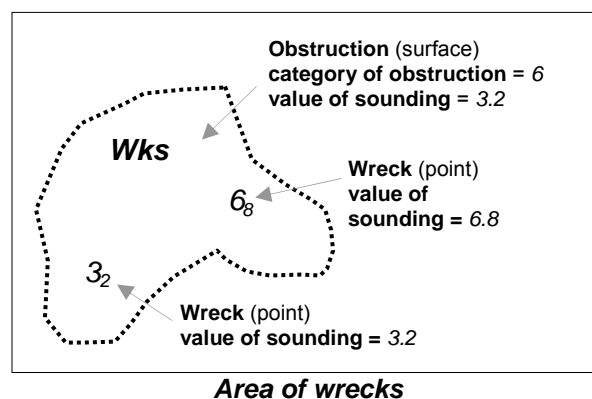 Obstruction (surface)
category of obstruction = 6
value of sounding = 3.2
Wks
Wreck (point)
value of
sounding = 6.8
6₈
3₂
Wreck (point)
value of sounding = 3.2
Area of wrecks